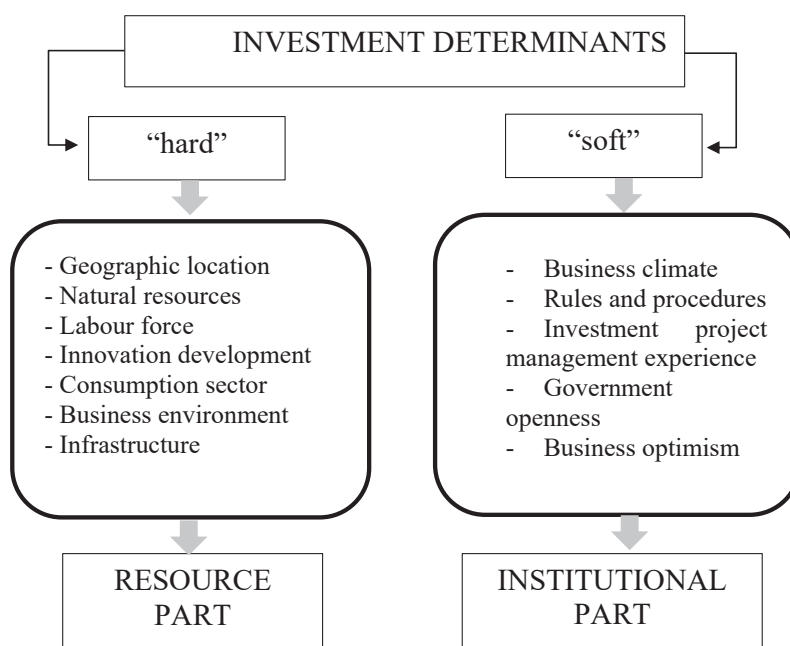 INVESTMENT DETERMINANTS
“hard”
“soft”
- Geographic location
- Natural resources
- Labour force
- Innovation development
- Consumption sector
- Business environment
- Infrastructure
- Business climate
- Rules and procedures
- Investment project
management experience
- Government
openness
- Business optimism
RESOURCE
PART
INSTITUTIONAL
PART